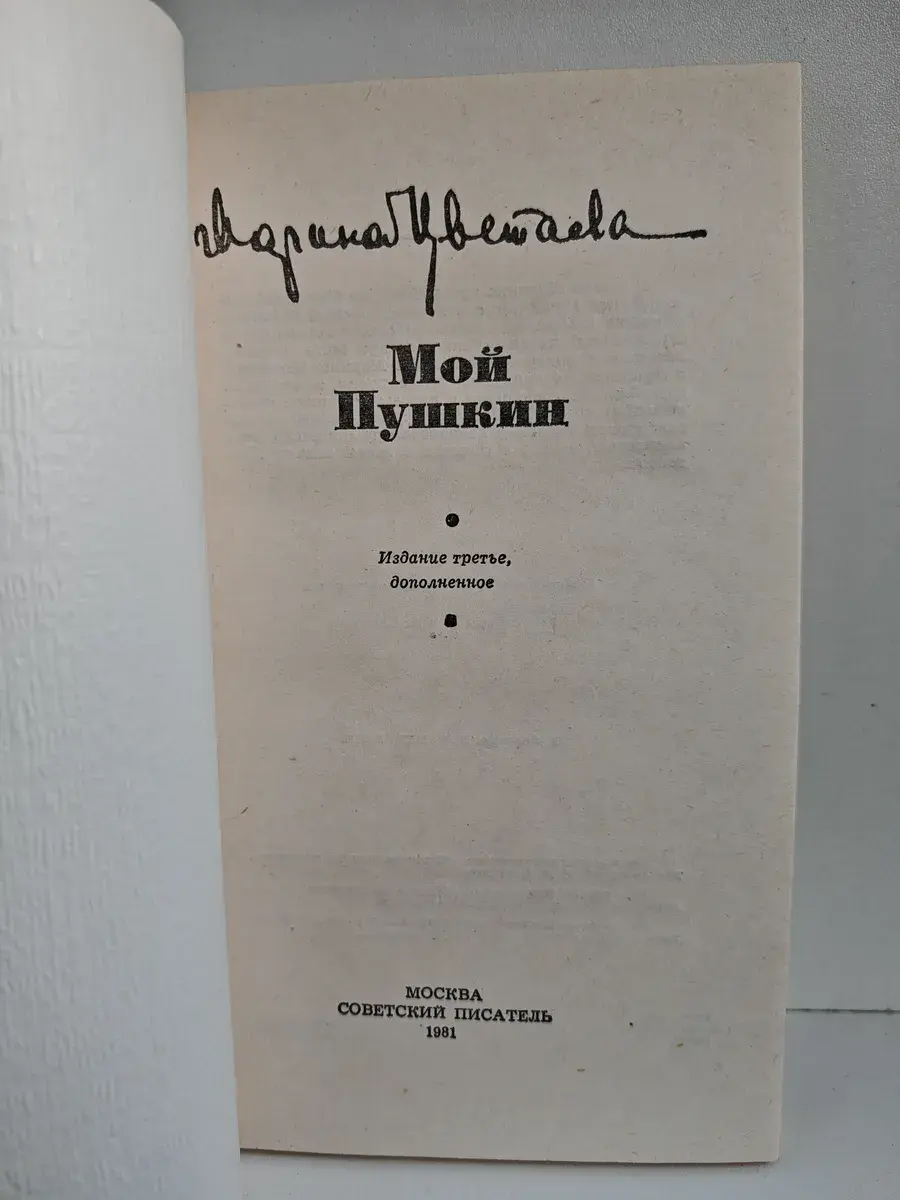 Марина Цветаева
Мой
Пушкин
Издание третье,
дополненное
МОСКВА
СОВЕТСКИЙ ПИСАТЕЛЬ
1981